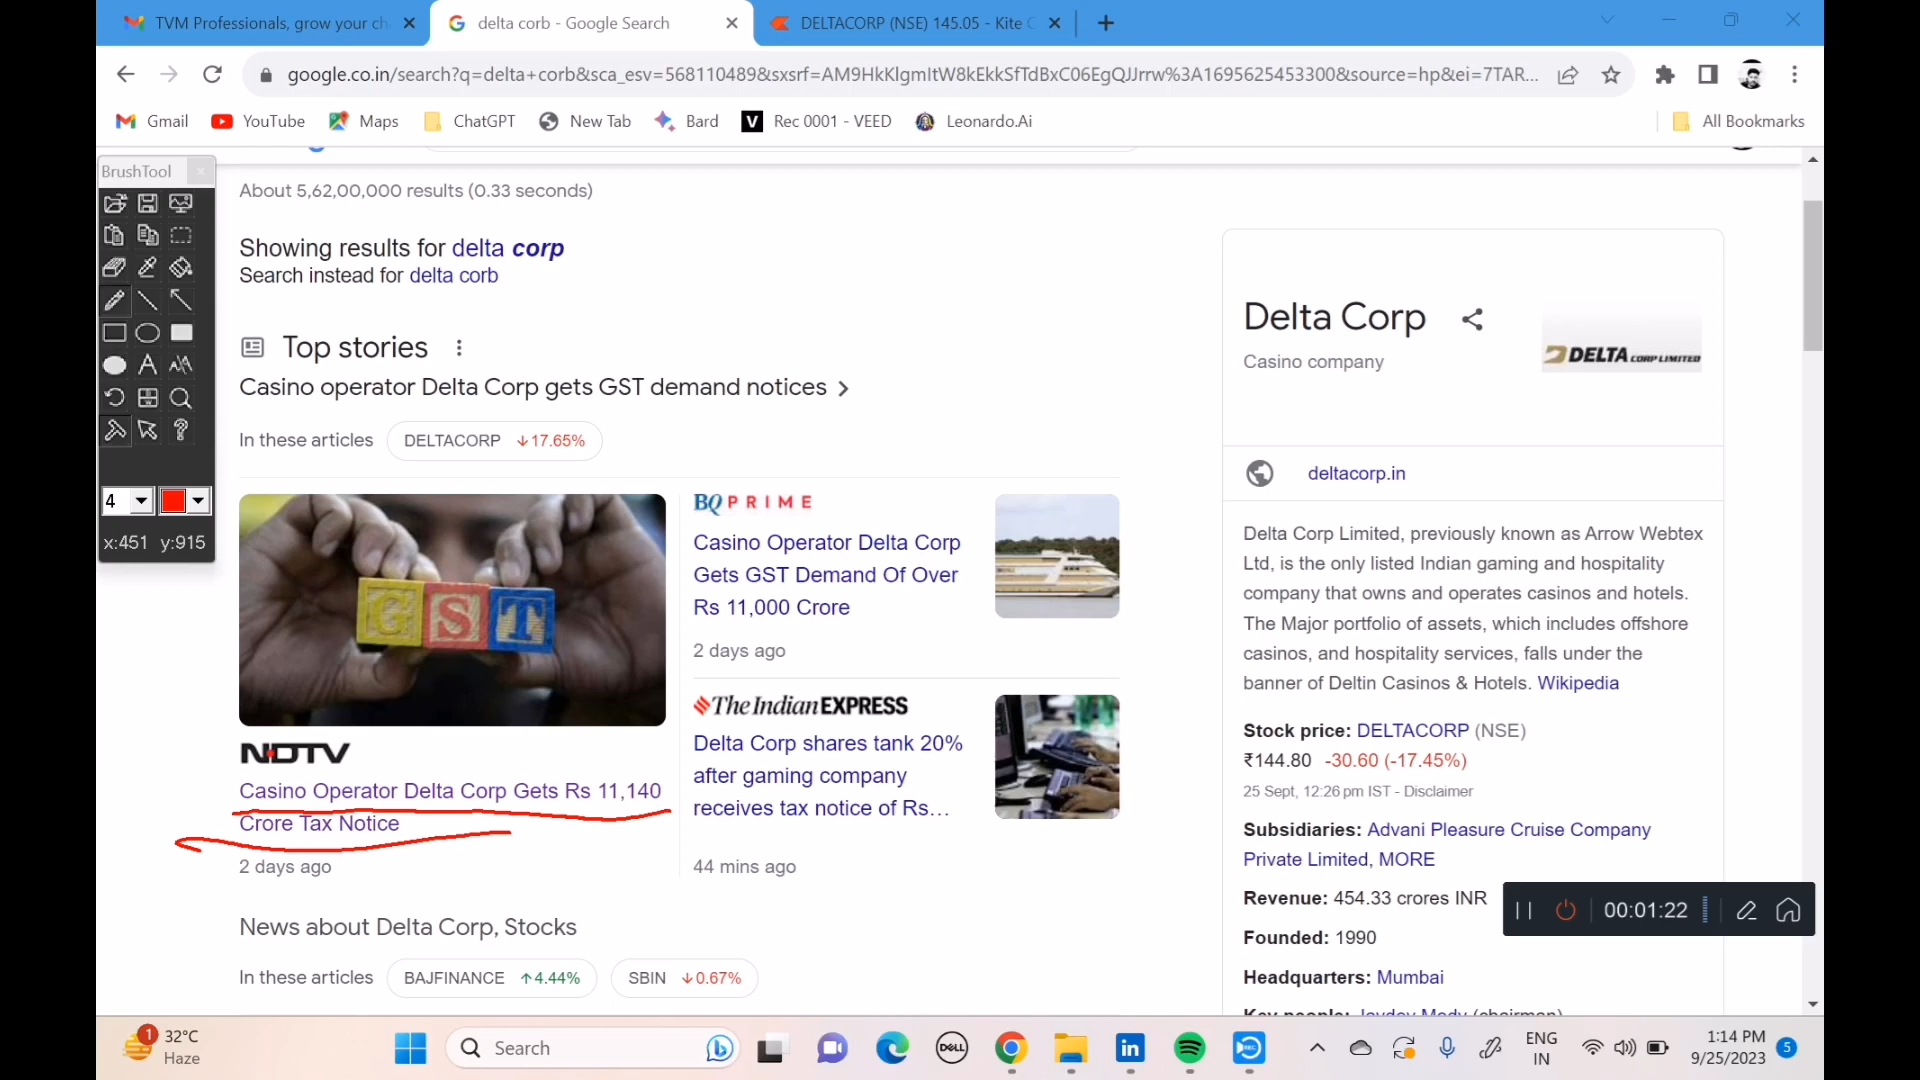 TVM Professionals, grow your ch
delta corb - Google Search
DELTACORP (NSE) 145.05 - Kite C
google.co.in/search?q=delta+corb&sca_esv=568110489&sxsrf=AM9HkKlgmItW8kEkkSfTdBxC06EgQJJrrw%3A1695625453300&source=hp&ei=7TAR...
Gmail
YouTube
Maps
ChatGPT
New Tab
Bard
V
Rec 0001 - VEED
Leonardo.Ai
All Bookmarks
BrushTool
4
x:451 y:915
About 5,62,00,000 results (0.33 seconds)
Showing results for delta corp
Search instead for delta corb
Top stories
Casino operator Delta Corp gets GST demand notices
In these articles
DELTACORP ↓17.65%
GST
NDTV
Casino Operator Delta Corp Gets Rs 11,140
Crore Tax Notice
2 days ago
BQ PRIME
Casino Operator Delta Corp
Gets GST Demand Of Over
Rs 11,000 Crore
2 days ago
The Indian EXPRESS
Delta Corp shares tank 20%
after gaming company
receives tax notice of Rs...
44 mins ago
News about Delta Corp, Stocks
In these articles
BAJFINANCE ↑4.44%
SBIN ↓0.67%
Delta Corp
Casino company
DELTA CORP LIMITED
deltacorp.in
Delta Corp Limited, previously known as Arrow Webtex
Ltd, is the only listed Indian gaming and hospitality
company that owns and operates casinos and hotels.
The Major portfolio of assets, which includes offshore
casinos, and hospitality services, falls under the
banner of Deltin Casinos & Hotels. Wikipedia
Stock price: DELTACORP (NSE)
₹144.80 -30.60 (-17.45%)
25 Sept, 12:26 pm IST - Disclaimer
Subsidiaries: Advani Pleasure Cruise Company
Private Limited, MORE
Revenue: 454.33 crores INR
Founded: 1990
Headquarters: Mumbai
Key people: Jaydev Mody (chairman)
00:01:22
1
32°C
Haze
Search
DELL
in
REC
ENG
IN
1:14 PM
9/25/2023
5